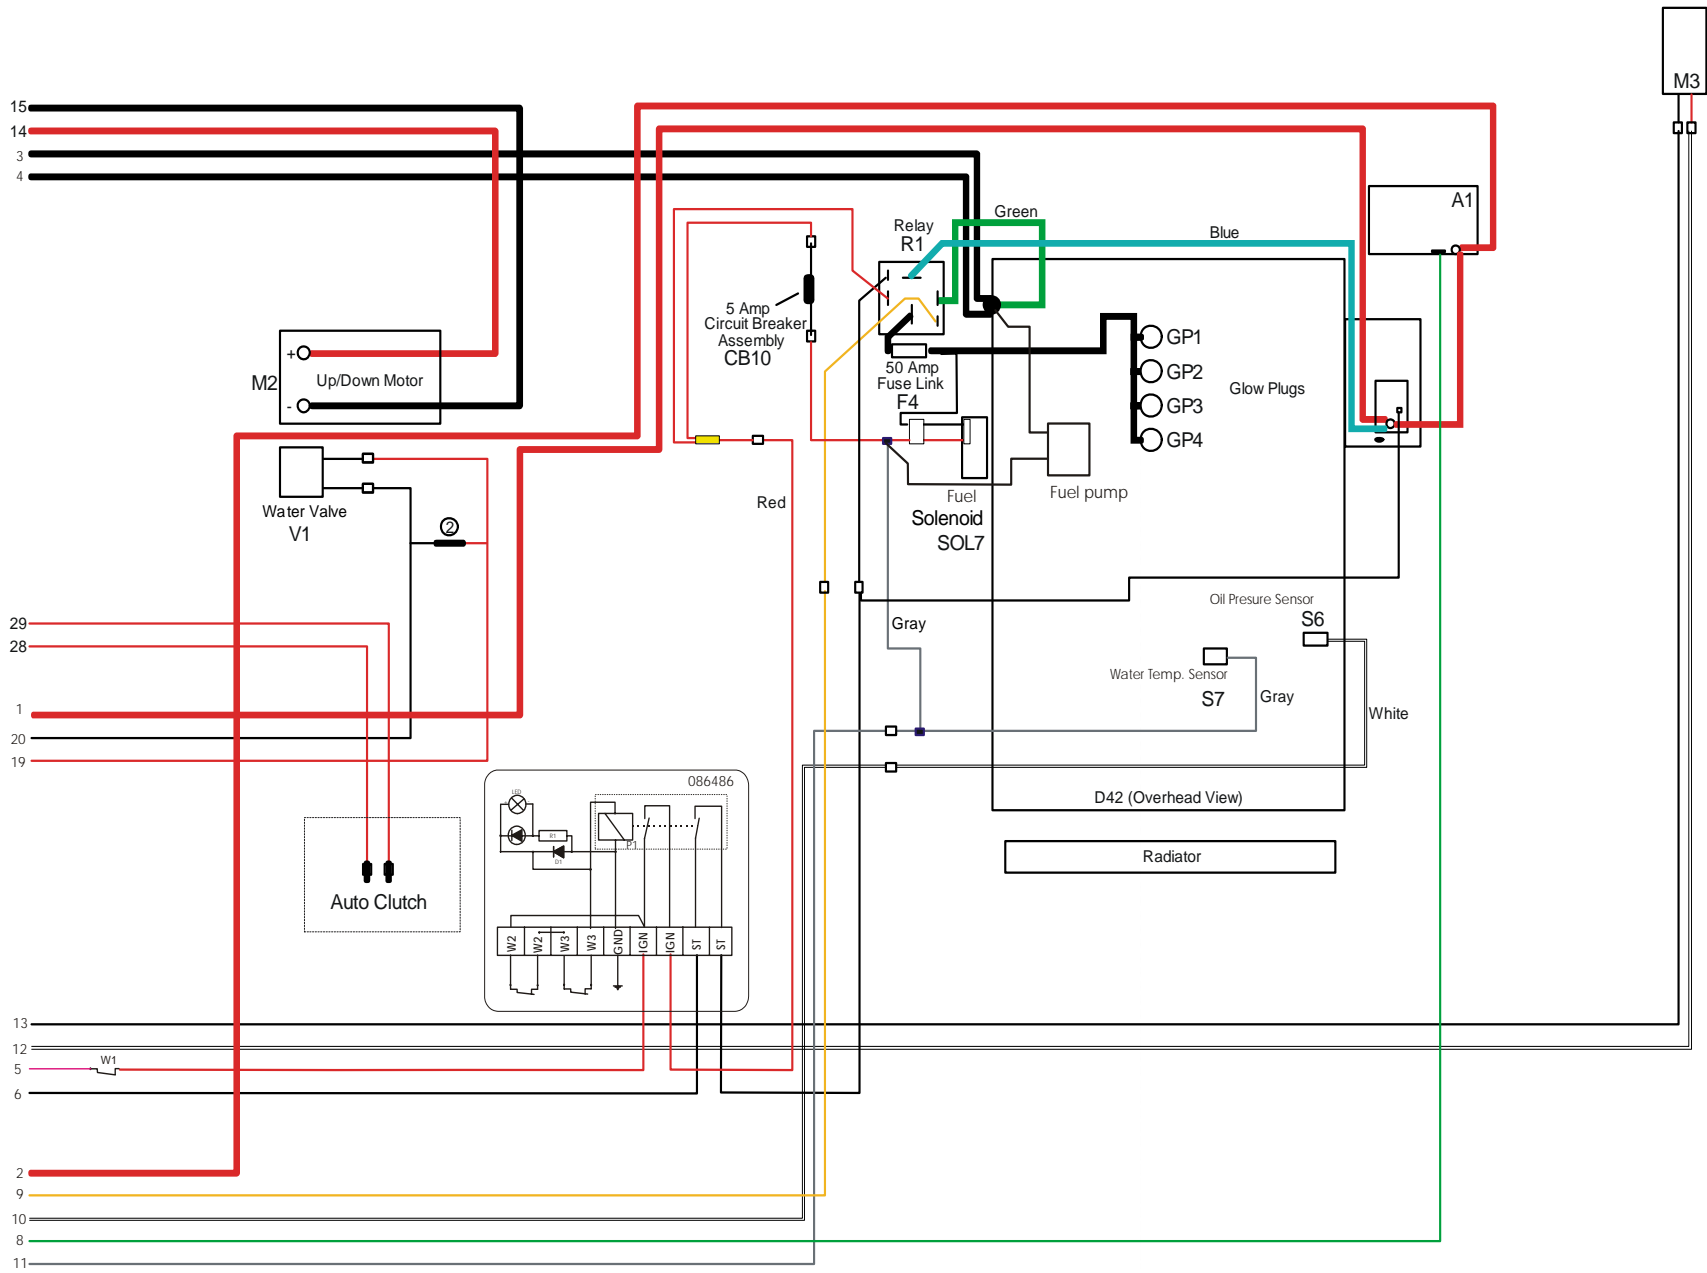 M3
15
14
3
4
A1
Green
Relay
R1
Blue
5 Amp
Circuit Breaker
Assembly
CB10
GP1
GP2
GP3
GP4
Glow Plugs
50 Amp
Fuse Link
F4
+
M2
Up/Down Motor
-
Water Valve
V1
2
Red
Fuel
Solenoid
SOL7
Fuel pump
Oil Presure Sensor
S6
29
28
Gray
Water Temp. Sensor
S7
Gray
White
1
20
19
086486
LED
R1
D1
P1
D42 (Overhead View)
Radiator
Auto Clutch
W2
W2
W3
W3
GND
IGN
IGN
ST
ST
13
12
5
W1
6
2
9
10
8
11